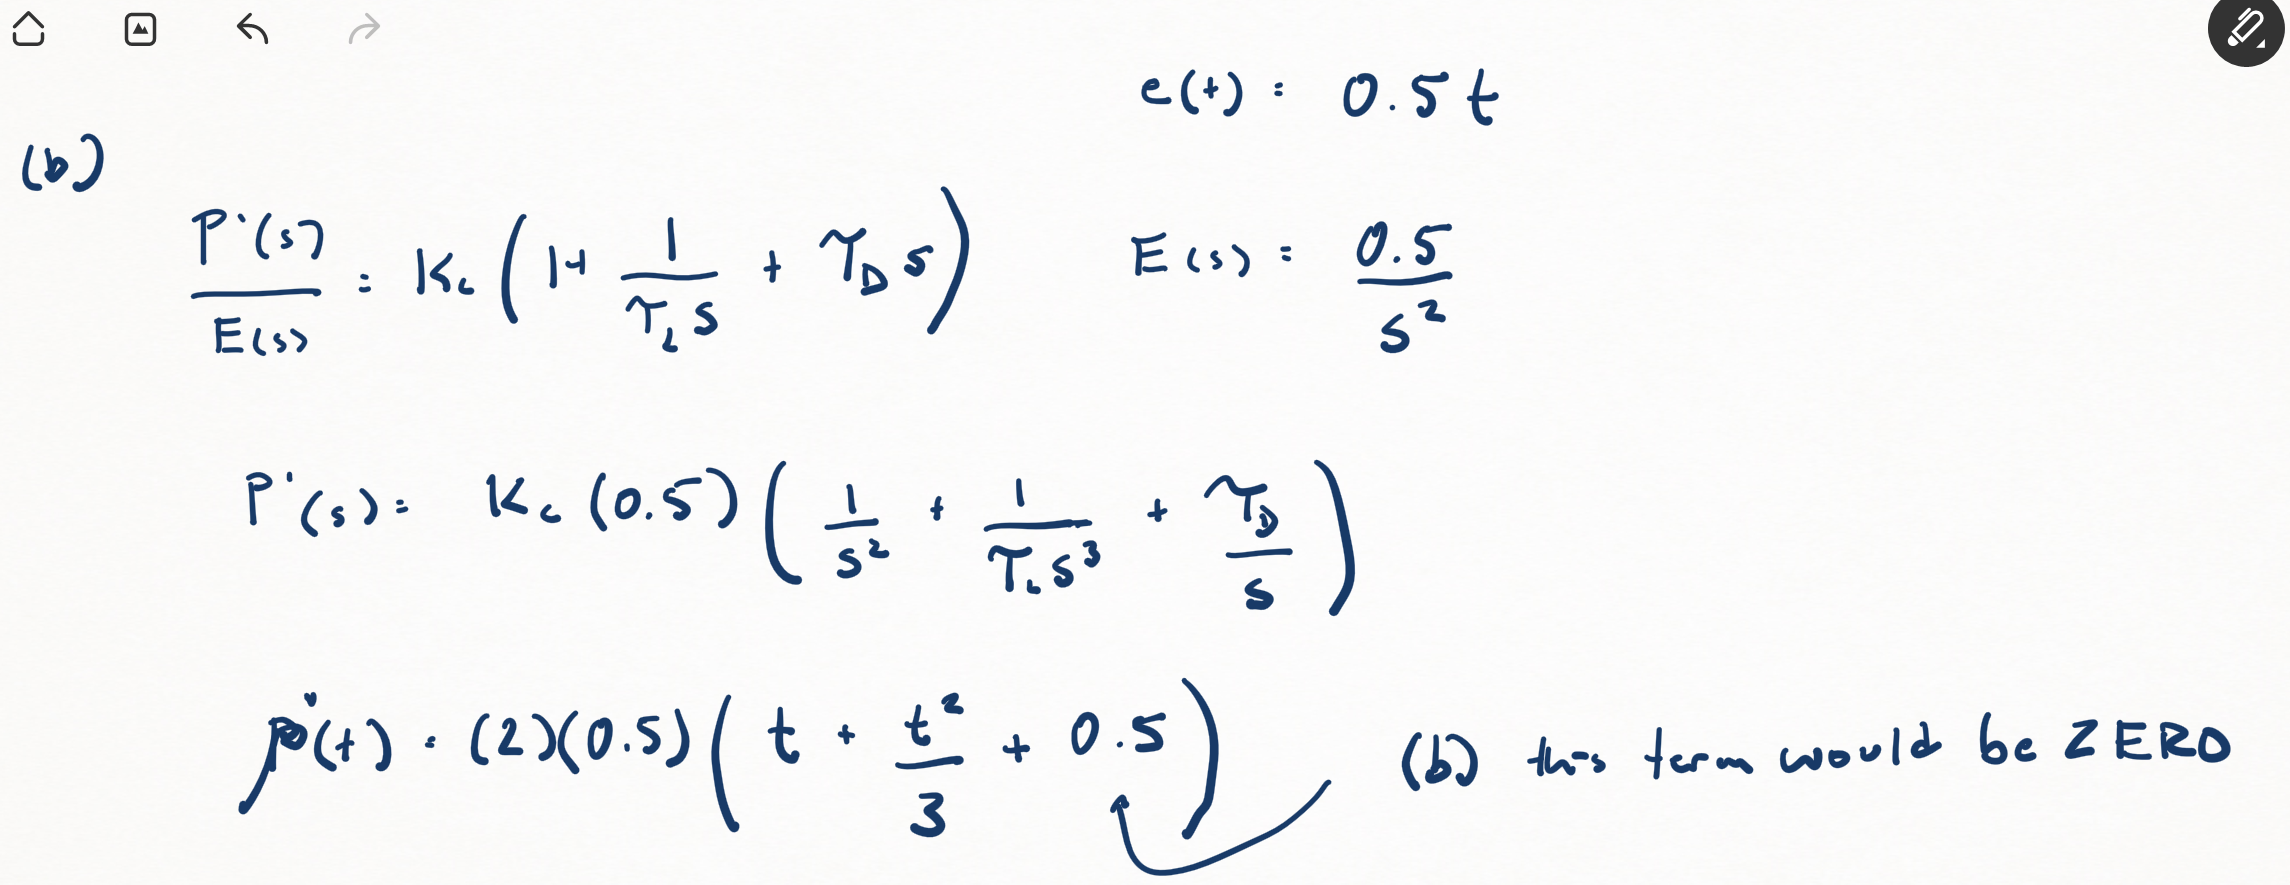 e(t) = 0.5t
(b)
P'(s)/E(s) = Kc (1 + 1/(τI s) + τD s)
E(s) = 0.5/s²
P'(s) = Kc (0.5) (1/s² + 1/(τI s³) + τD/s)
p'(t) = (2)(0.5) (t + t²/3 + 0.5)
(b) this term would be ZERO